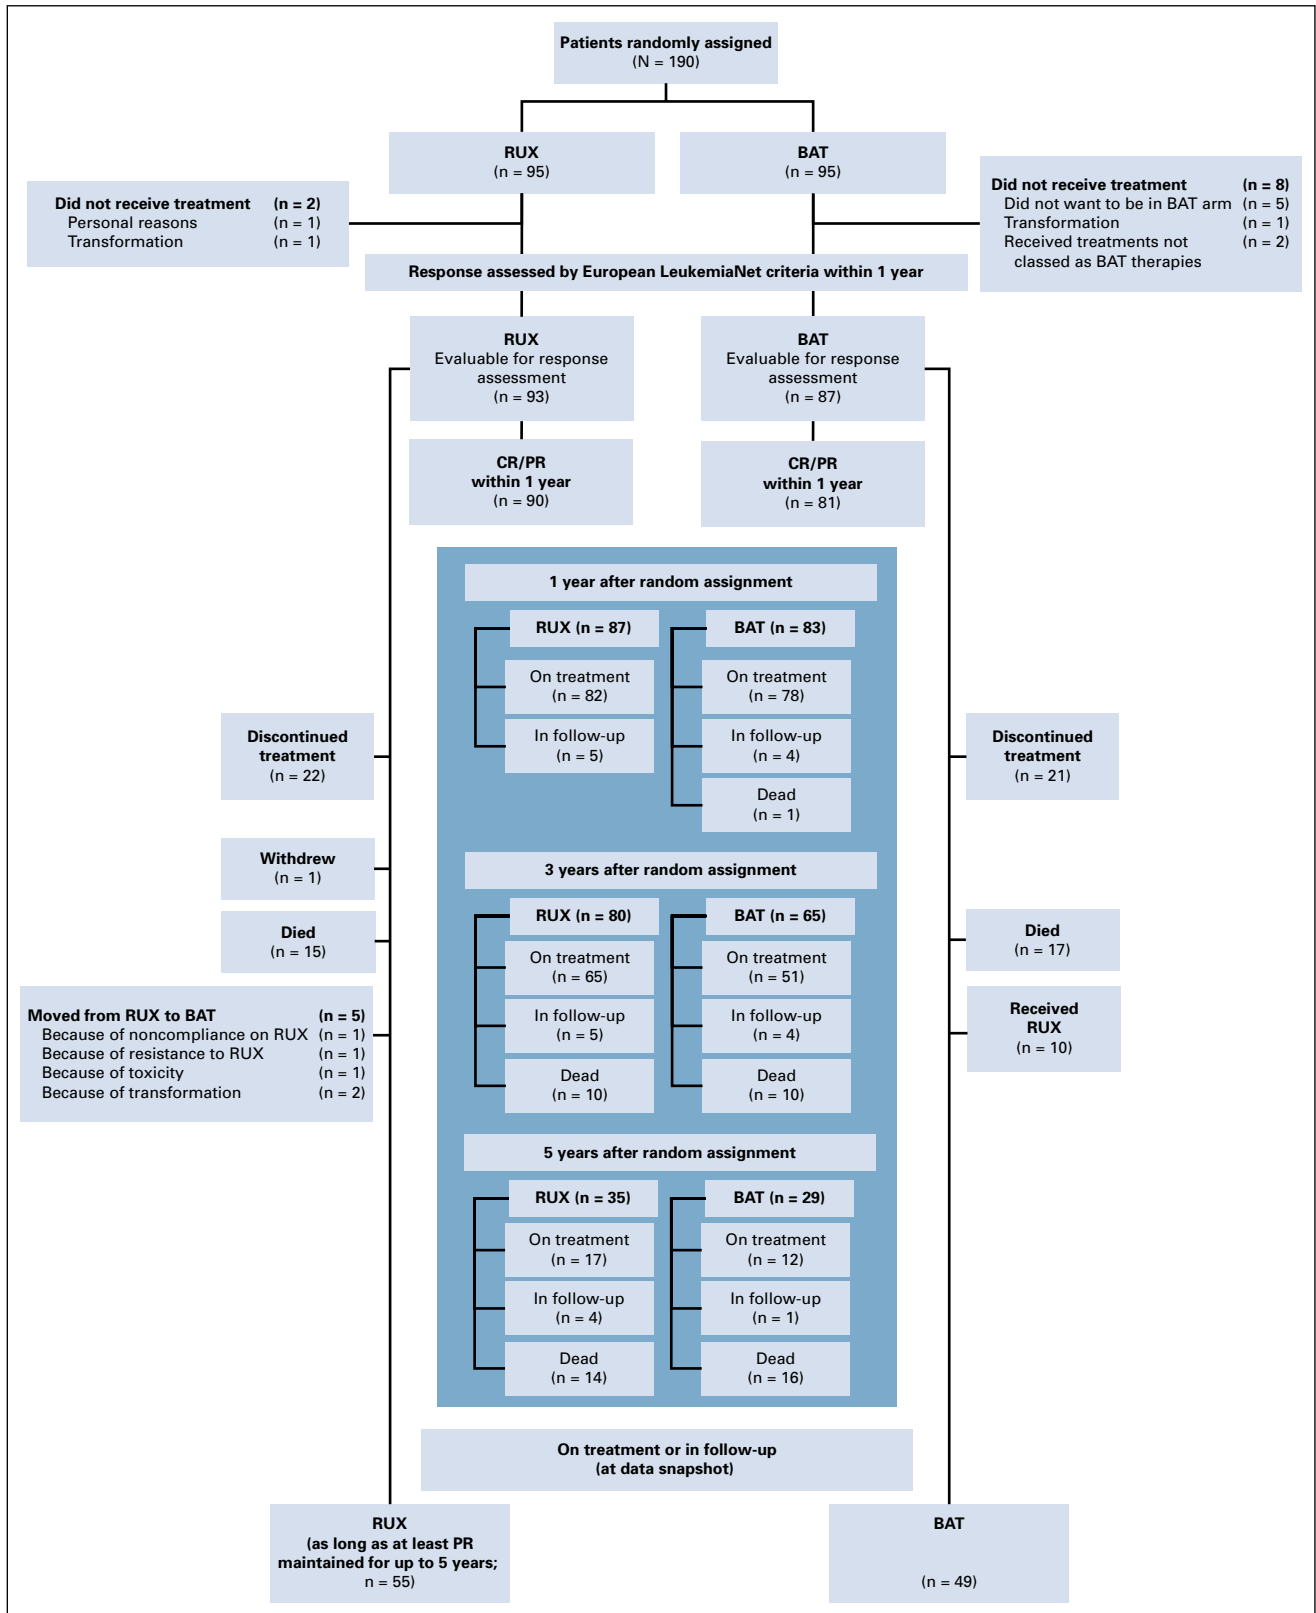 Patients randomly assigned
(N = 190)
RUX
(n = 95)
BAT
(n = 95)
Did not receive treatment (n = 2)
Personal reasons (n = 1)
Transformation (n = 1)
Did not receive treatment (n = 8)
Did not want to be in BAT arm (n = 5)
Transformation (n = 1)
Received treatments not (n = 2)
classed as BAT therapies
Response assessed by European LeukemiaNet criteria within 1 year
RUX
Evaluable for response
assessment
(n = 93)
BAT
Evaluable for response
assessment
(n = 87)
CR/PR
within 1 year
(n = 90)
CR/PR
within 1 year
(n = 81)
1 year after random assignment
RUX (n = 87)
BAT (n = 83)
On treatment
(n = 82)
On treatment
(n = 78)
In follow-up
(n = 5)
In follow-up
(n = 4)
Dead
(n = 1)
Discontinued
treatment
(n = 22)
Discontinued
treatment
(n = 21)
Withdrew
(n = 1)
3 years after random assignment
RUX (n = 80)
BAT (n = 65)
Died
(n = 15)
Died
(n = 17)
On treatment
(n = 65)
On treatment
(n = 51)
Moved from RUX to BAT (n = 5)
Because of noncompliance on RUX (n = 1)
Because of resistance to RUX (n = 1)
Because of toxicity (n = 1)
Because of transformation (n = 2)
In follow-up
(n = 5)
In follow-up
(n = 4)
Received
RUX
(n = 10)
Dead
(n = 10)
Dead
(n = 10)
5 years after random assignment
RUX (n = 35)
BAT (n = 29)
On treatment
(n = 17)
On treatment
(n = 12)
In follow-up
(n = 4)
In follow-up
(n = 1)
Dead
(n = 14)
Dead
(n = 16)
On treatment or in follow-up
(at data snapshot)
RUX
(as long as at least PR
maintained for up to 5 years;
n = 55)
BAT
(n = 49)